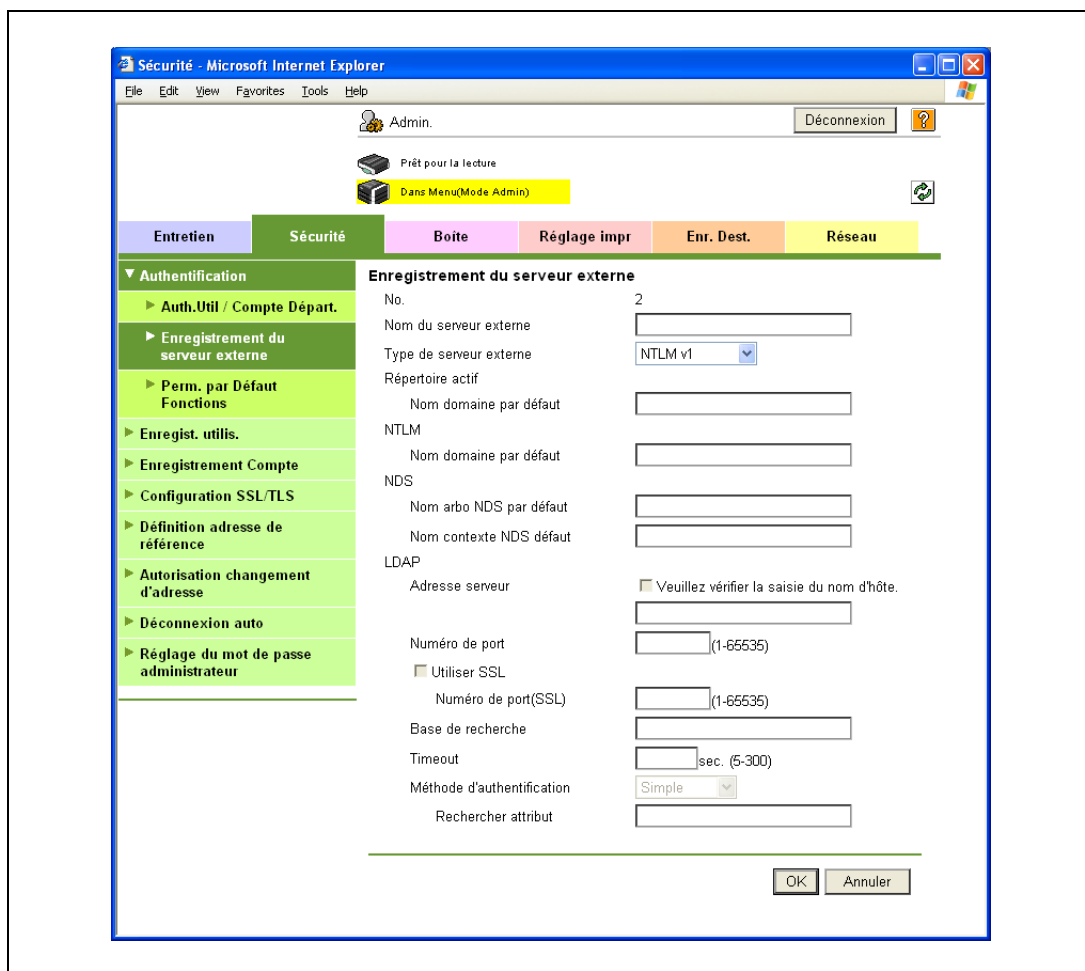 Sécurité - Microsoft Internet Explorer
File Edit View Favorites Tools Help
Admin.
Déconnexion
?
Prêt pour la lecture
Dans Menu(Mode Admin)
Entretien
Sécurité
Boîte
Réglage impr
Enr. Dest.
Réseau
Authentification
Auth.Util / Compte Départ.
Enregistrement du
serveur externe
Perm. par Défaut
Fonctions
Enregist. utilis.
Enregistrement Compte
Configuration SSL/TLS
Définition adresse de
référence
Autorisation changement
d'adresse
Déconnexion auto
Réglage du mot de passe
administrateur
Enregistrement du serveur externe
No. 2
Nom du serveur externe
Type de serveur externe NTLM v1
Répertoire actif
Nom domaine par défaut
NTLM
Nom domaine par défaut
NDS
Nom arbo NDS par défaut
Nom contexte NDS défaut
LDAP
Adresse serveur Veuillez vérifier la saisie du nom d'hôte.
Numéro de port (1-65535)
Utiliser SSL
Numéro de port(SSL) (1-65535)
Base de recherche
Timeout sec. (5-300)
Méthode d'authentification Simple
Rechercher attribut
OK Annuler